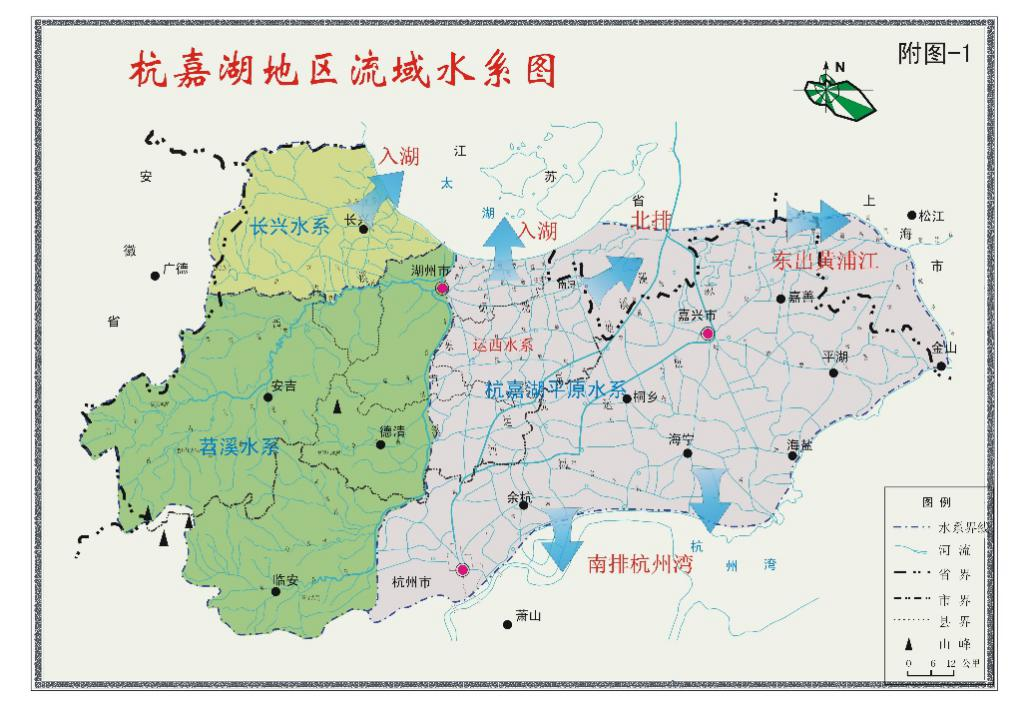 杭嘉湖地区流域水系图
附图-1
N
入湖
江
安
太
苏
省
上
湖
北排
松江
长兴水系
长兴
入湖
海
徽
东出黄浦江
市
广德
湖州市
嘉善
省
嘉兴市
运西水系
金山
平湖
安吉
杭嘉湖平原水系
桐乡
德清
海宁
海盐
苕溪水系
余杭
图 例
水系界线
河 流
杭
州
湾
南排杭州湾
省 界
临安
杭州市
市 界
萧山
县 界
山 峰
0 6 12 公里